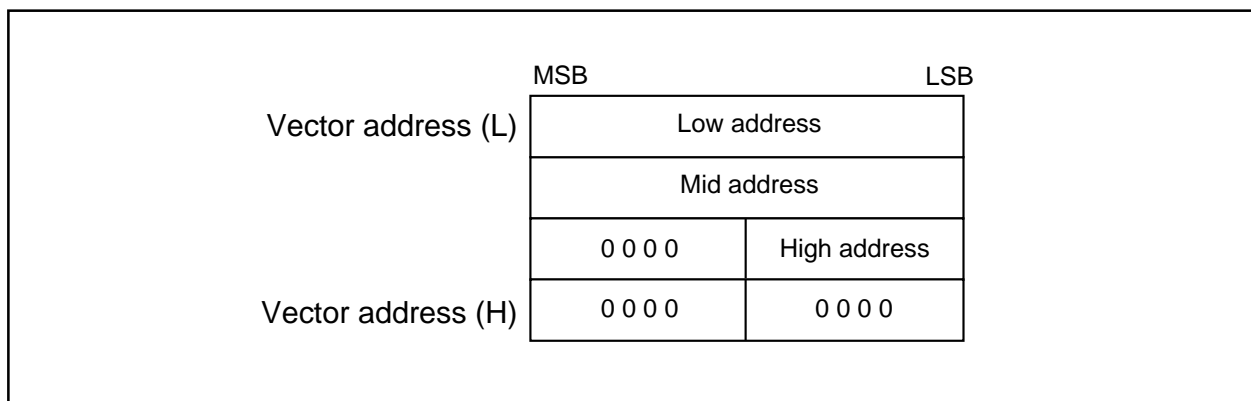 MSB LSB
Vector address (L) Low address
Mid address
0 0 0 0 High address
Vector address (H) 0 0 0 0 0 0 0 0